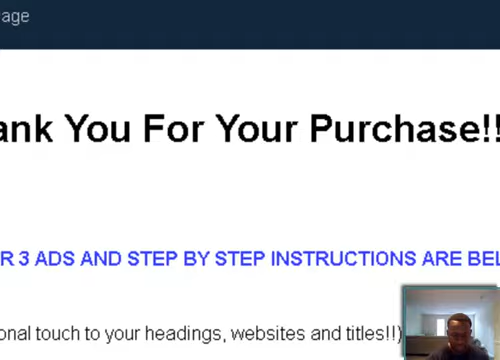 age
ank You For Your Purchase!!
R 3 ADS AND STEP BY STEP INSTRUCTIONS ARE BEL
onal touch to your headings, websites and titles!!)